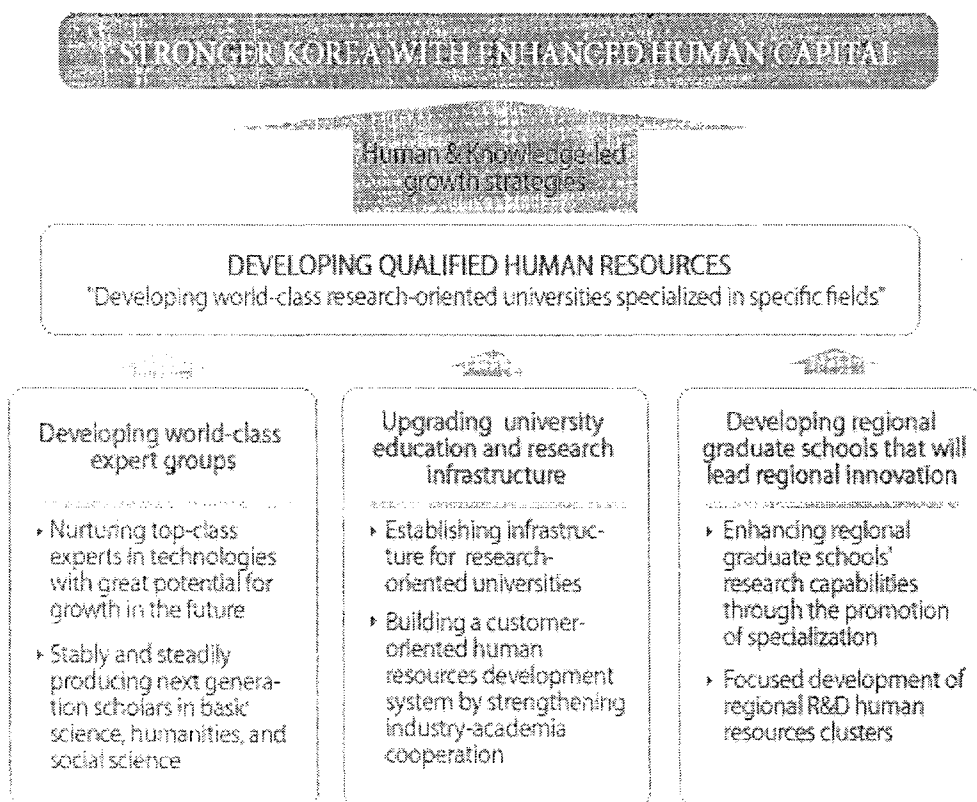 STRONGER KOREA WITH ENHANCED HUMAN CAPITAL
Human & Knowledge-led
growth strategies
DEVELOPING QUALIFIED HUMAN RESOURCES
"Developing world-class research-oriented universities specialized in specific fields"
Developing world-class
expert groups
▸ Nurturing top-class
experts in technologies
with great potential for
growth in the future
▸ Stably and steadily
producing next genera-
tion scholars in basic
science, humanities, and
social science
Upgrading university
education and research
infrastructure
▸ Establishing infrastruc-
ture for research-
oriented universities
▸ Building a customer-
oriented human
resources development
system by strengthening
industry-academia
cooperation
Developing regional
graduate schools that will
lead regional innovation
▸ Enhancing regional
graduate schools'
research capabilities
through the promotion
of specialization
▸ Focused development of
regional R&D human
resources clusters